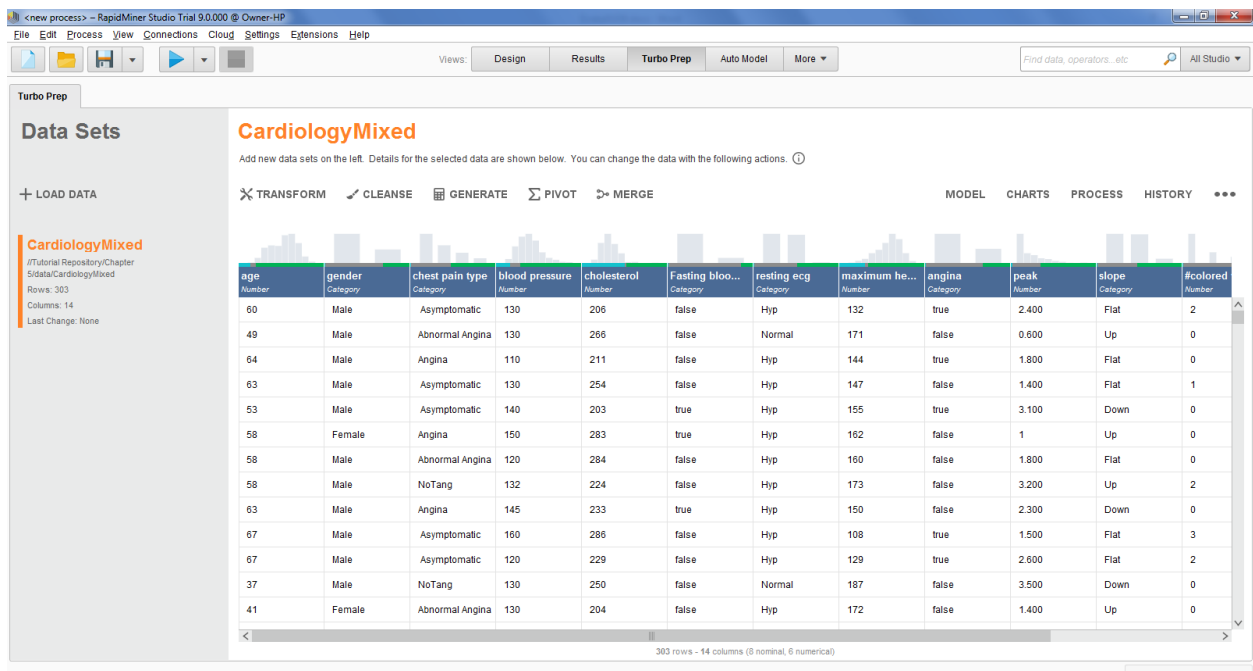 <new process> – RapidMiner Studio Trial 9.0.000 @ Owner-HP
File Edit Process View Connections Cloud Settings Extensions Help
Views: Design Results Turbo Prep Auto Model More ▼ Find data, operators...etc All Studio ▼
Turbo Prep
Data Sets
CardiologyMixed
Add new data sets on the left. Details for the selected data are shown below. You can change the data with the following actions.
+ LOAD DATA
TRANSFORM CLEANSE GENERATE PIVOT MERGE MODEL CHARTS PROCESS HISTORY •••
CardiologyMixed
//Tutorial Repository/Chapter
5/data/CardiologyMixed
Rows: 303
Columns: 14
Last Change: None
age gender chest pain type blood pressure cholesterol Fasting bloo... resting ecg maximum he... angina peak slope #colored
Number Category Category Number Number Category Category Number Category Number Category Number
60 Male Asymptomatic 130 206 false Hyp 132 true 2.400 Flat 2
49 Male Abnormal Angina 130 266 false Normal 171 false 0.600 Up 0
64 Male Angina 110 211 false Hyp 144 true 1.800 Flat 0
63 Male Asymptomatic 130 254 false Hyp 147 false 1.400 Flat 1
53 Male Asymptomatic 140 203 true Hyp 155 true 3.100 Down 0
58 Female Angina 150 283 true Hyp 162 false 1 Up 0
58 Male Abnormal Angina 120 284 false Hyp 160 false 1.800 Flat 0
58 Male NoTang 132 224 false Hyp 173 false 3.200 Up 2
63 Male Angina 145 233 true Hyp 150 false 2.300 Down 0
67 Male Asymptomatic 160 286 false Hyp 108 true 1.500 Flat 3
67 Male Asymptomatic 120 229 false Hyp 129 true 2.600 Flat 2
37 Male NoTang 130 250 false Normal 187 false 3.500 Down 0
41 Female Abnormal Angina 130 204 false Hyp 172 false 1.400 Up 0
303 rows - 14 columns (8 nominal, 6 numerical)